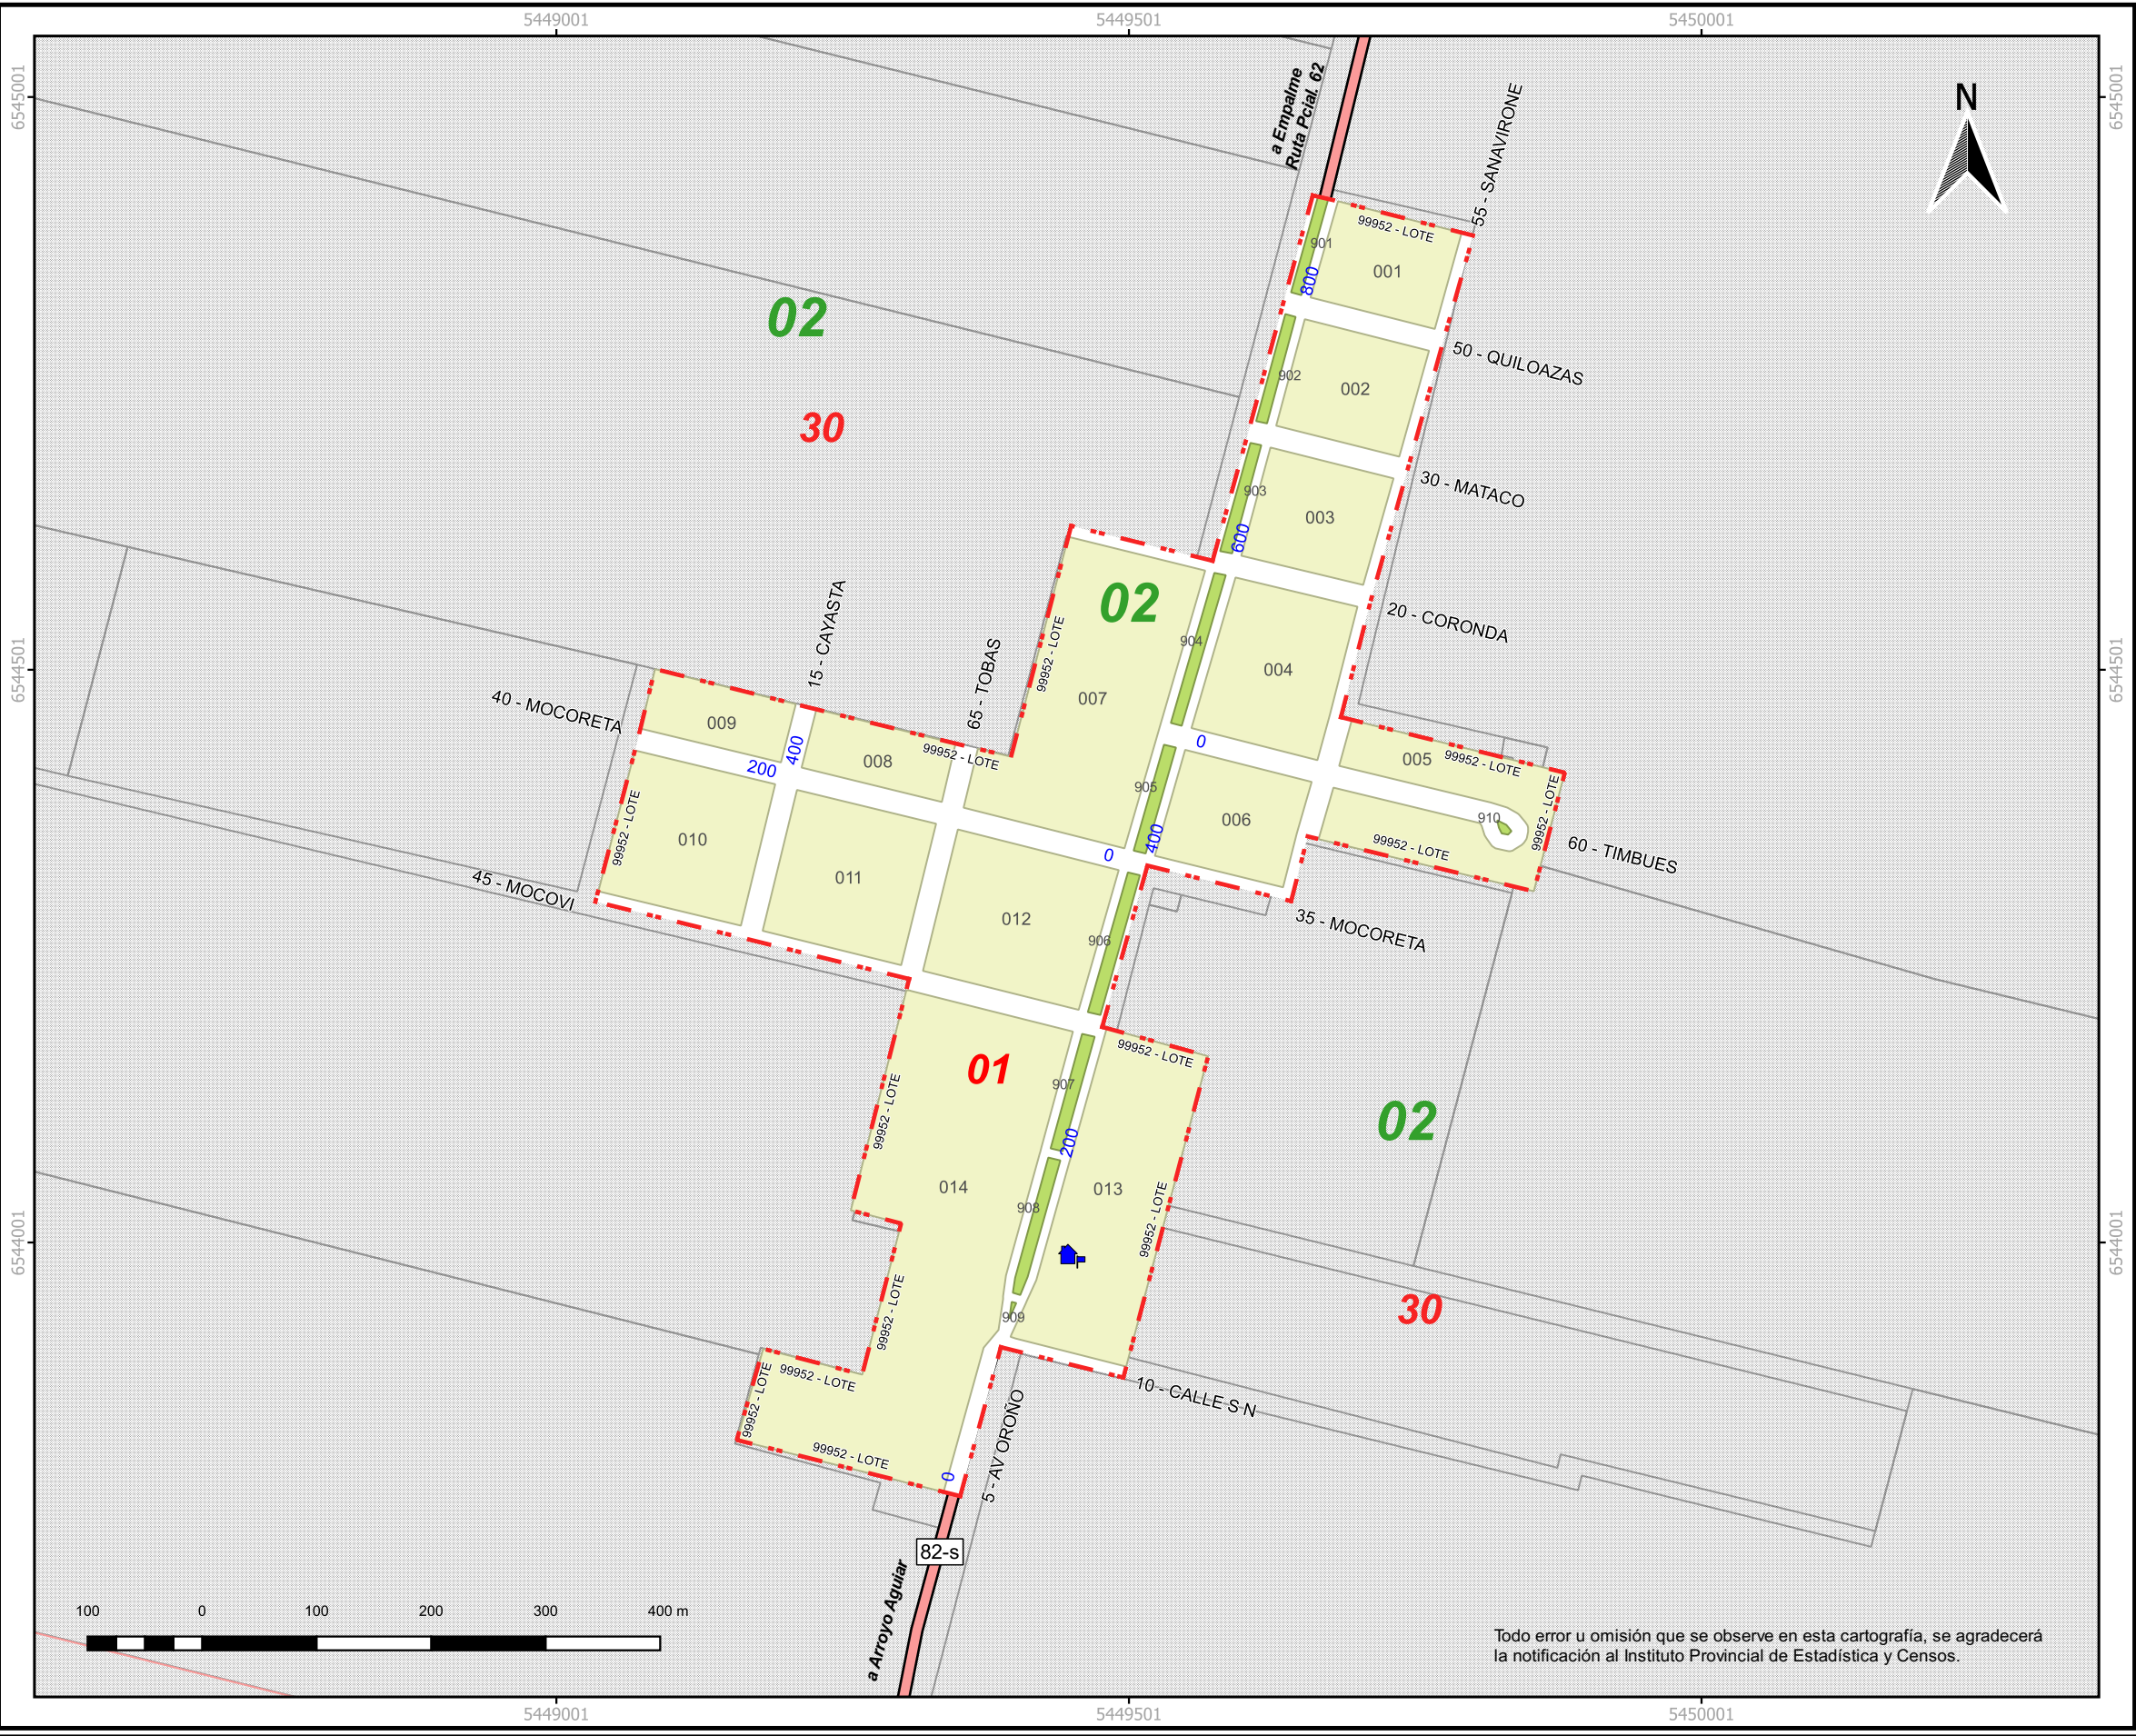 5449001
5449501
5450001
6545001
6545001
a Empalme
Ruta Pcial. 62
55 - SANAVIRONE
N
99952 - LOTE
901
001
800
02
50 - QUILOAZAS
902
002
30
30 - MATACO
903
003
600
02
20 - CORONDA
15 - CAYASTA
65 - TOBAS
99952 - LOTE
904
004
007
6544501
6544501
40 - MOCORETA
009
400
200
008
99952 - LOTE
0
005
99952 - LOTE
99952 - LOTE
905
006
400
910
99952 - LOTE
60 - TIMBUES
99952 - LOTE
010
0
011
45 - MOCOVI
012
906
35 - MOCORETA
99952 - LOTE
01
907
99952 - LOTE
02
200
014
013
908
99952 - LOTE
6544001
6544001
99952 - LOTE
909
30
99952 - LOTE
99952 - LOTE
10 - CALLE S N
5 - AV OROÑO
99952 - LOTE
0
82-s
a Arroyo Aguiar
100 0 100 200 300 400 m
Todo error u omisión que se observe en esta cartografía, se agradecerá
la notificación al Instituto Provincial de Estadística y Censos.
5449001
5449501
5450001